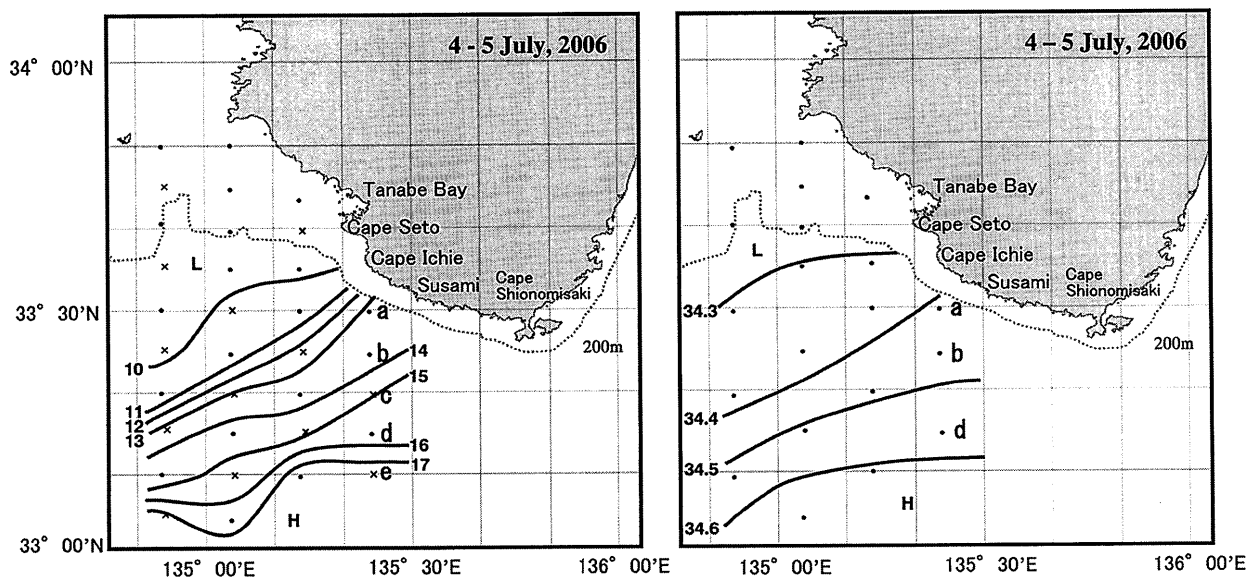 4 - 5 July, 2006
34° 00'N
Tanabe Bay
Cape Seto
L
Cape Ichie
Susami
Cape
Shionomisaki
33° 30'N
a
b
200m
10
14
15
c
11
12
13
d
16
17
e
H
33° 00'N
135° 00'E
135° 30'E
136° 00'E
4 – 5 July, 2006
Tanabe Bay
Cape Seto
L
Cape Ichie
Susami
Cape
Shionomisaki
34.3
a
b
200m
34.4
d
34.5
H
34.6
135° 00'E
135° 30'E
136° 00'E